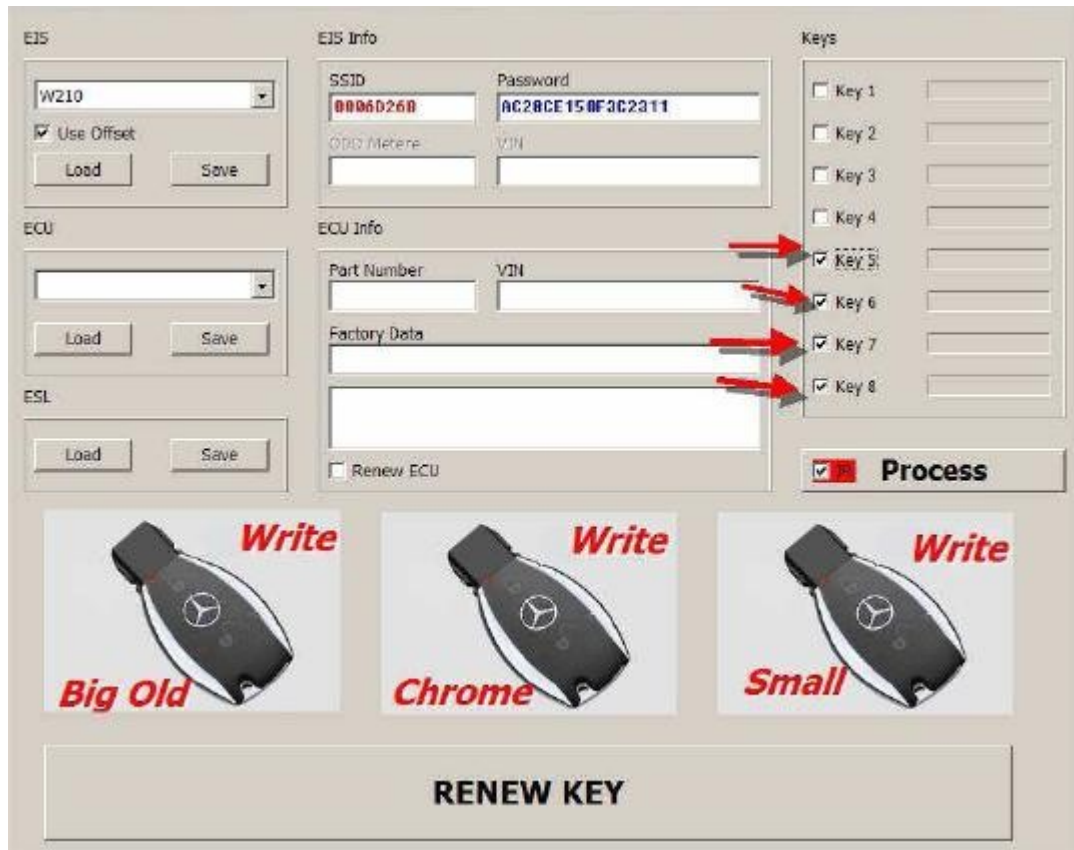 EIS
W210
Use Offset
Load Save
EIS Info
SSID Password
0006D26B AC28CE150F3C2311
ODO Metere VIN
Keys
Key 1
Key 2
Key 3
Key 4
Key 5
Key 6
Key 7
Key 8
ECU
Load Save
ECU Info
Part Number VIN
Factory Data
Renew ECU
ESL
Load Save
Process
Write
Big Old
Write
Chrome
Write
Small
RENEW KEY